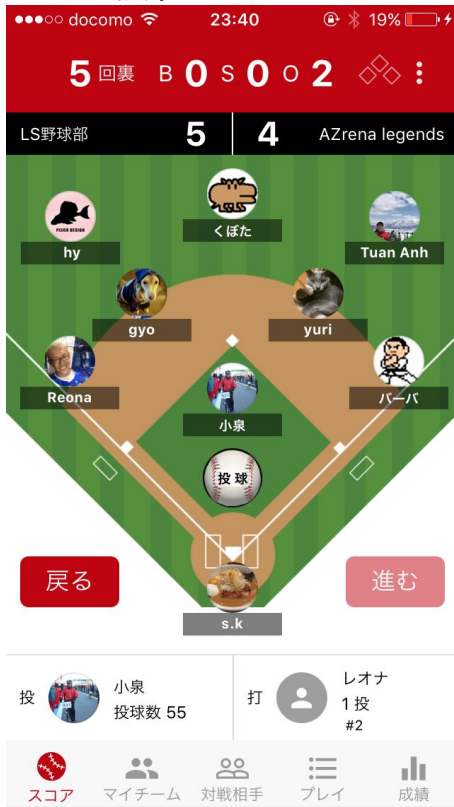 docomo 23:40 19%
5回裏 B 0 S 0 O 2
LS野球部 5 4 AZrena legends
PLECO DESIGN
くぼた
hy
Tuan Anh
gyo
yuri
Reona
バーバ
小泉
投球
戻る
進む
s.k
投
小泉
投球数 55
打
レオナ
1 投
#2
スコア マイチーム 対戦相手 プレイ 成績